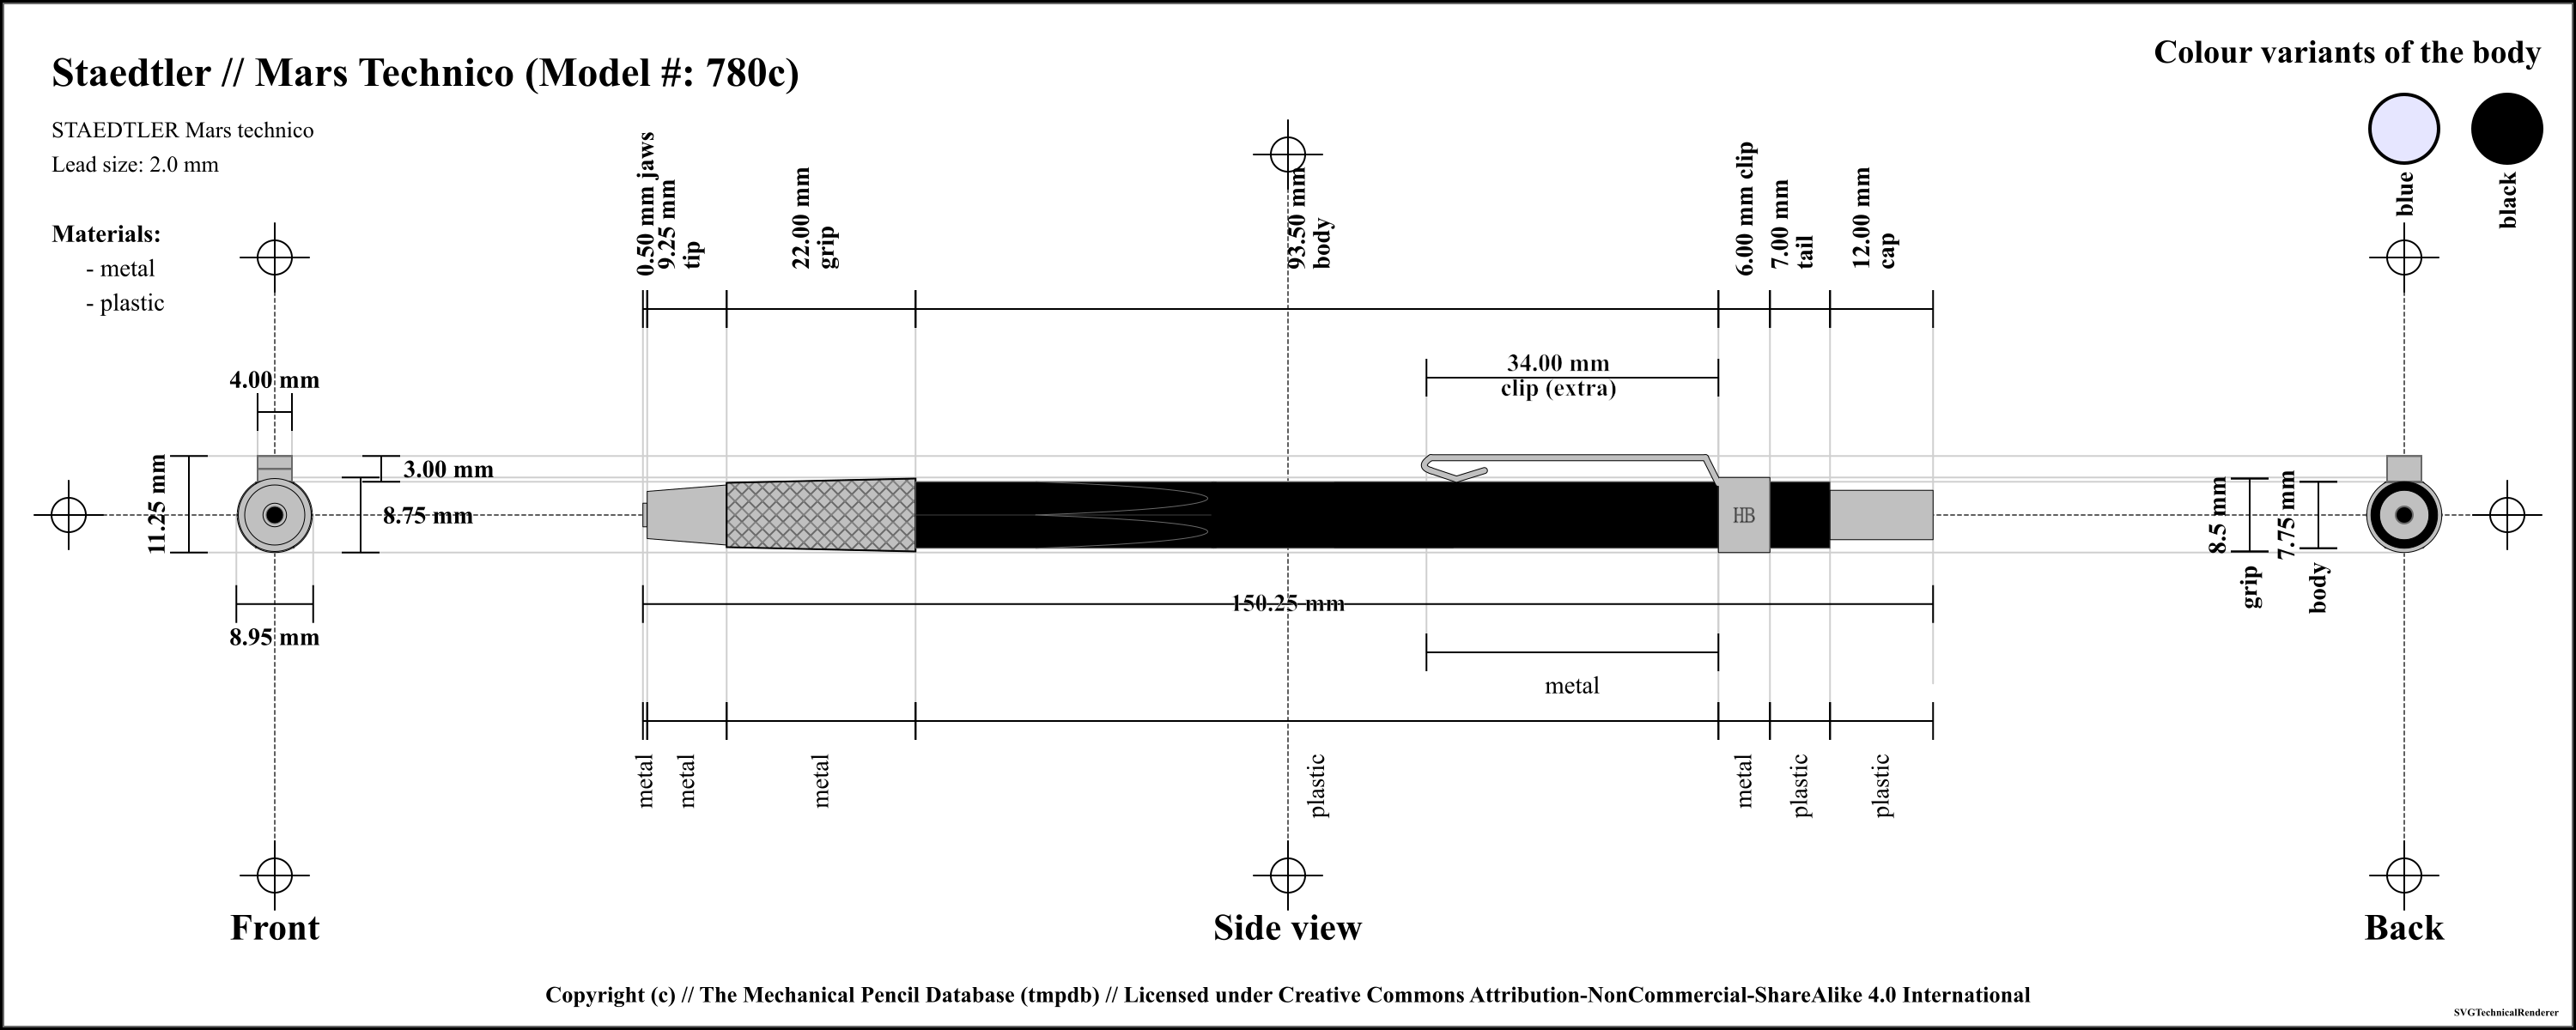 Staedtler // Mars Technico (Model #: 780c)
STAEDTLER Mars technico
Lead size: 2.0 mm
Materials:
- metal
- plastic
Colour variants of the body
blue
black
0.50 mm jaws
9.25 mm
tip
22.00 mm
grip
93.50 mm
body
6.00 mm clip
7.00 mm
tail
12.00 mm
cap
34.00 mm
clip (extra)
4.00 mm
11.25 mm
3.00 mm
8.75 mm
8.95 mm
HB
8.5 mm
grip
7.75 mm
body
150.25 mm
metal
metal
metal
metal
plastic
metal
plastic
plastic
Front
Side view
Back
Copyright (c) // The Mechanical Pencil Database (tmpdb) // Licensed under Creative Commons Attribution-NonCommercial-ShareAlike 4.0 International
SVGTechnicalRenderer